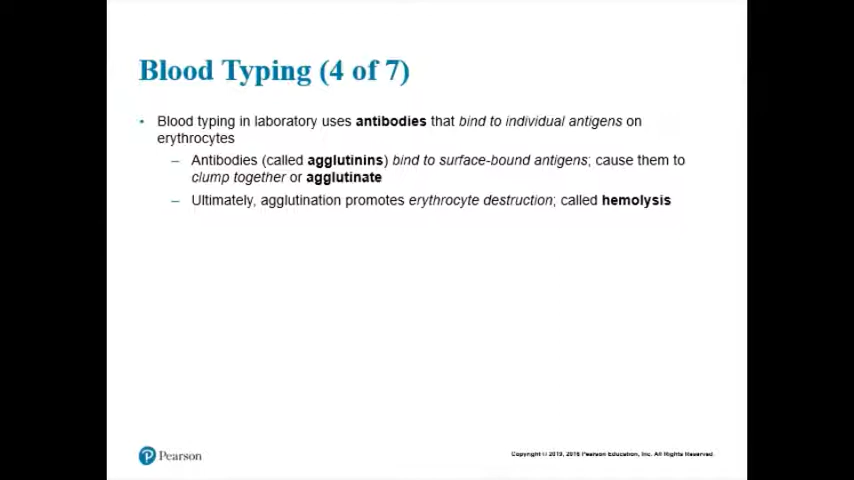 Blood Typing (4 of 7)
• Blood typing in laboratory uses antibodies that bind to individual antigens on
erythrocytes
– Antibodies (called agglutinins) bind to surface-bound antigens; cause them to
clump together or agglutinate
– Ultimately, agglutination promotes erythrocyte destruction; called hemolysis
Pearson
Copyright © 2019, 2016 Pearson Education, Inc. All Rights Reserved.